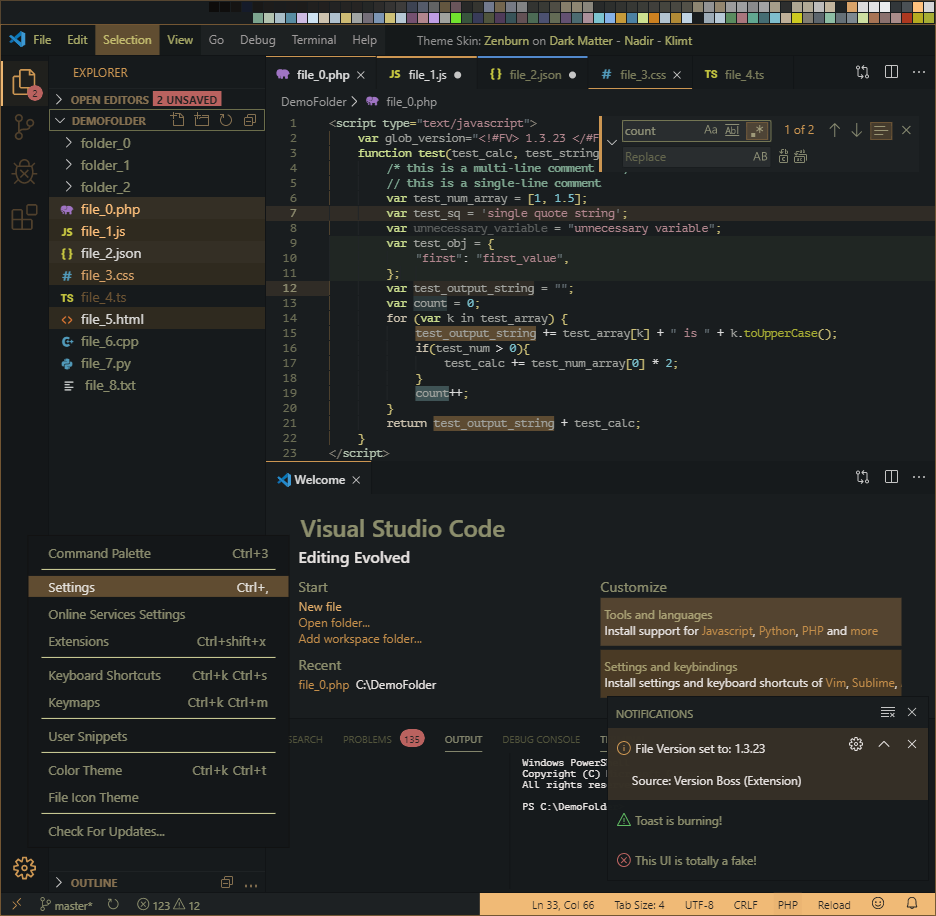 File Edit Selection View Go Debug Terminal Help Theme Skin: Zenburn on Dark Matter - Nadir - Klimt
2
EXPLORER
OPEN EDITORS 2 UNSAVED
DEMOFOLDER
folder_0
folder_1
folder_2
file_0.php
file_1.js
file_2.json
file_3.css
file_4.ts
file_5.html
file_6.cpp
file_7.py
file_8.txt
file_0.php JS file_1.js {} file_2.json # file_3.css TS file_4.ts
DemoFolder file_0.php
1 <script type="text/javascript">
2 var glob_version="<!#FV> 1.3.23 </#F
3 function test(test_calc, test_string
4 /* this is a multi-line comment
5 // this is a single-line comment
6 var test_num_array = [1, 1.5];
7 var test_sq = 'single quote string';
8 var unnecessary_variable = "unnecessary variable";
9 var test_obj = {
10 "first": "first_value",
11 };
12 var test_output_string = "";
13 var count = 0;
14 for (var k in test_array) {
15 test_output_string += test_array[k] + " is " + k.toUpperCase();
16 if(test_num > 0){
17 test_calc += test_num_array[0] * 2;
18 }
19 count++;
20 }
21 return test_output_string + test_calc;
22 }
23 </script>
count Aa Abl .* 1 of 2
Replace AB
Welcome
Visual Studio Code
Editing Evolved
Start
New file
Open folder...
Add workspace folder...
Recent
file_0.php C:\DemoFolder
Customize
Tools and languages
Install support for Javascript, Python, PHP and more
Settings and keybindings
Install settings and keyboard shortcuts of Vim, Sublime,
Command Palette Ctrl+3
Settings Ctrl+,
Online Services Settings
Extensions Ctrl+shift+x
Keyboard Shortcuts Ctrl+k Ctrl+s
Keymaps Ctrl+k Ctrl+m
User Snippets
Color Theme Ctrl+k Ctrl+t
File Icon Theme
Check For Updates...
SEARCH PROBLEMS 135 OUTPUT DEBUG CONSOLE T
Windows PowerS
Copyright (C)
All rights rese
PS C:\DemoFold
NOTIFICATIONS
File Version set to: 1.3.23
Source: Version Boss (Extension)
Toast is burning!
This UI is totally a fake!
OUTLINE
master* 123 12 Ln 33, Col 66 Tab Size: 4 UTF-8 CRLF PHP Reload